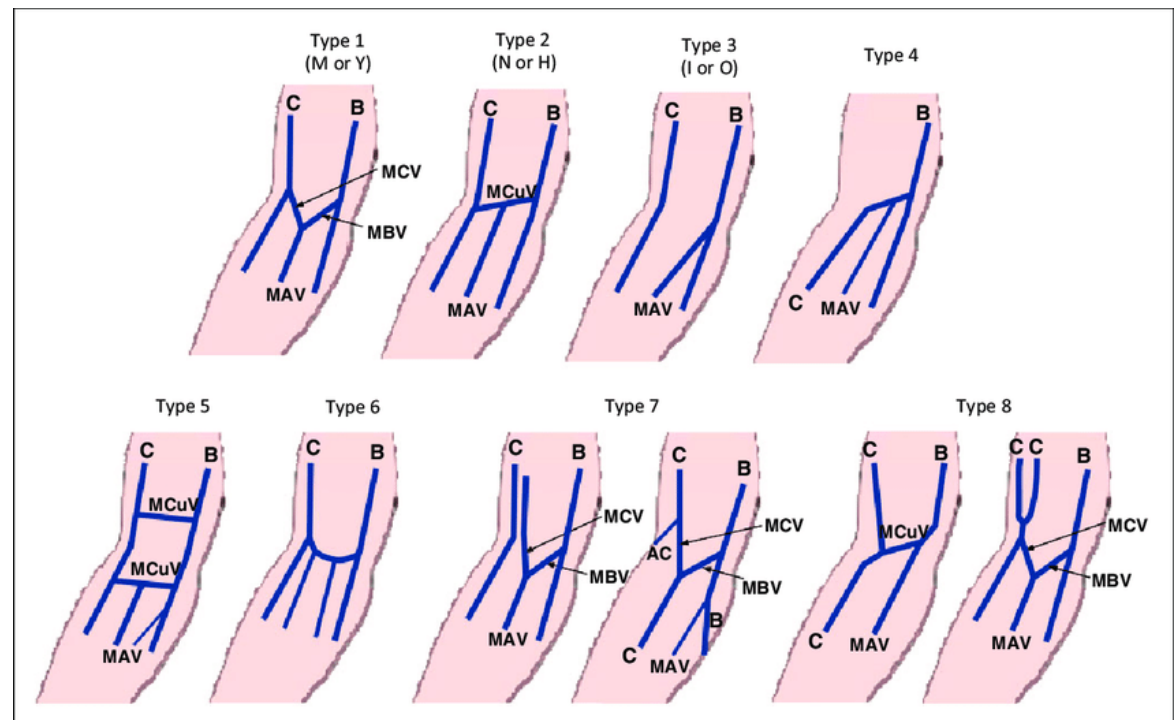 Type 1
(M or Y)
Type 2
(N or H)
Type 3
(I or O)
Type 4
C
B
MCV
MBV
MAV
C
B
MCuV
MAV
C
B
MAV
B
C
MAV
Type 5
Type 6
Type 7
Type 8
C
B
MCuV
MCuV
MAV
C
B
C
B
MCV
MBV
MAV
C
B
MCV
AC
MBV
B
C
MAV
C
B
MCuV
C
MAV
C C
B
MCV
MBV
MAV